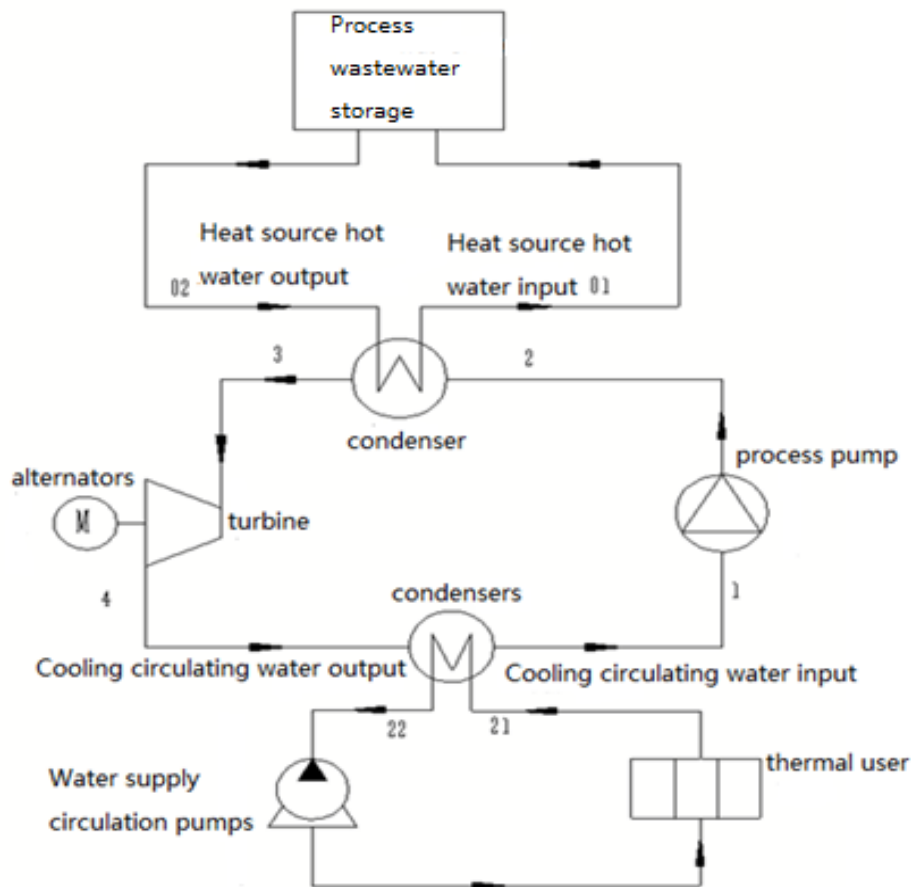 Process
wastewater
storage
Heat source hot
water output
Heat source hot
water input 01
02
3
2
condenser
process pump
alternators
M
turbine
4
condensers
1
Cooling circulating water output
Cooling circulating water input
22
21
Water supply
circulation pumps
thermal user